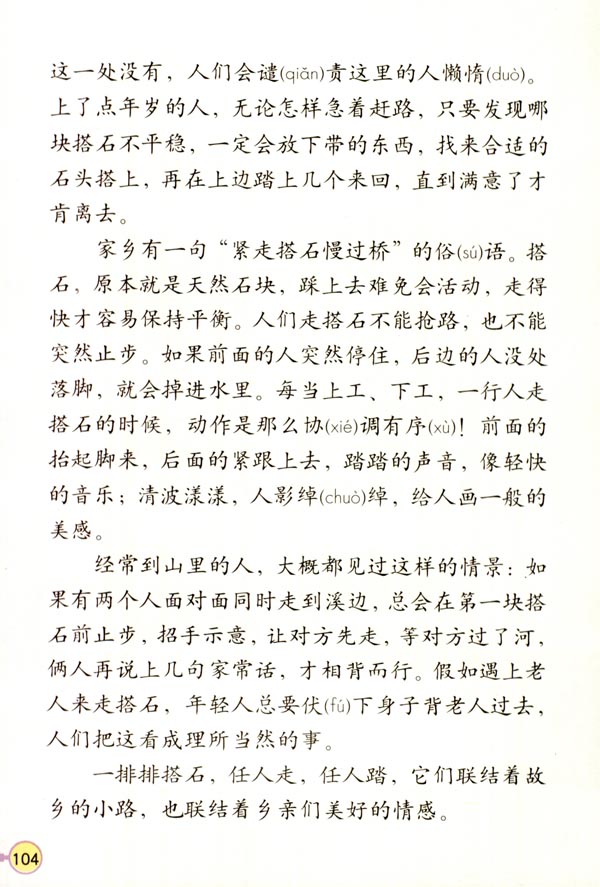 这一处没有，人们会谴(qiǎn)责这里的人懒惰(duò)。
上了点年岁的人，无论怎样急着赶路，只要发现哪
块搭石不平稳，一定会放下带的东西，找来合适的
石头搭上，再在上边踏上几个来回，直到满意了才
肯离去。
家乡有一句“紧走搭石慢过桥”的俗(sú)语。搭
石，原本就是天然石块，踩上去难免会活动，走得
快才容易保持平衡。人们走搭石不能抢路，也不能
突然止步。如果前面的人突然停住，后边的人没处
落脚，就会掉进水里。每当上工、下工，一行人走
搭石的时候，动作是那么协(xié)调有序(xù)！前面的
抬起脚来，后面的紧跟上去，踏踏的声音，像轻快
的音乐；清波漾漾，人影绰(chuò)绰，给人画一般的
美感。
经常到山里的人，大概都见过这样的情景：如
果有两个人面对面同时走到溪边，总会在第一块搭
石前止步，招手示意，让对方先走，等对方过了河，
俩人再说上几句家常话，才相背而行。假如遇上老
人来走搭石，年轻人总要伏(fú)下身子背老人过去，
人们把这看成理所当然的事。
一排排搭石，任人走，任人踏，它们联结着故
乡的小路，也联结着乡亲们美好的情感。
104